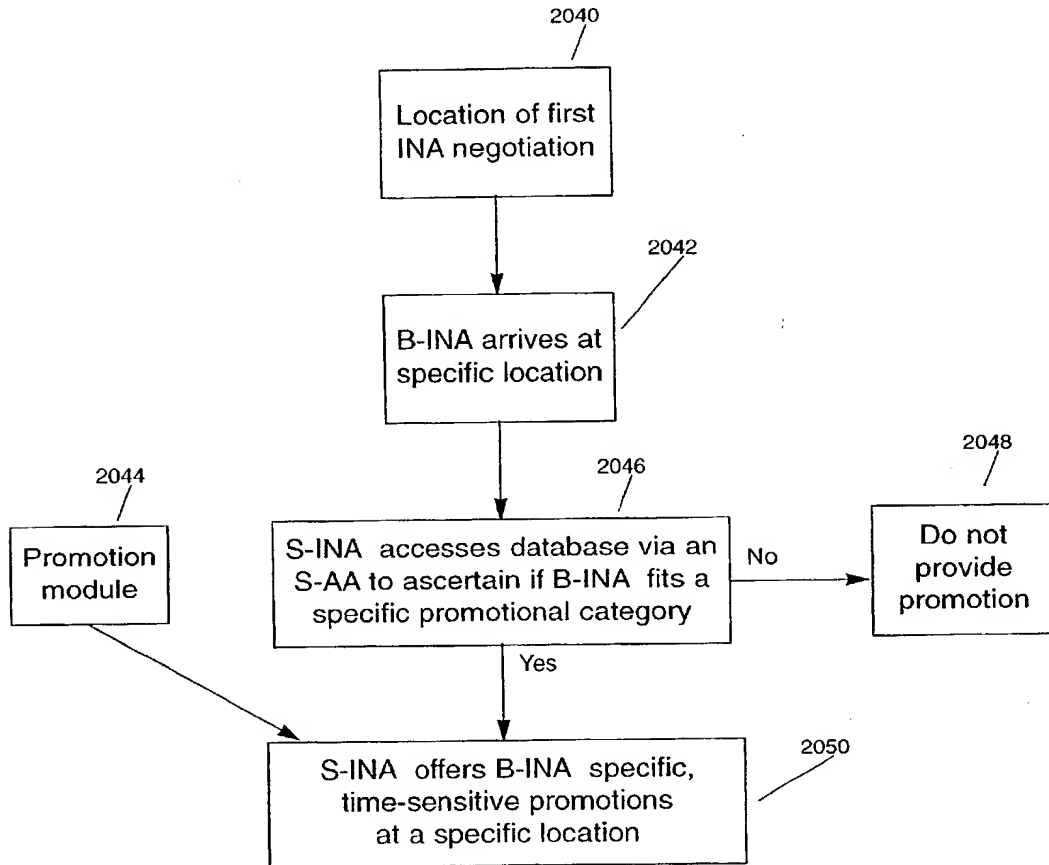 2040
Location of first
INA negotiation
2042
B-INA arrives at
specific location
2044
Promotion
module
2046
S-INA accesses database via an
S-AA to ascertain if B-INA fits a
specific promotional category
No
2048
Do not
provide
promotion
Yes
2050
S-INA offers B-INA specific,
time-sensitive promotions
at a specific location